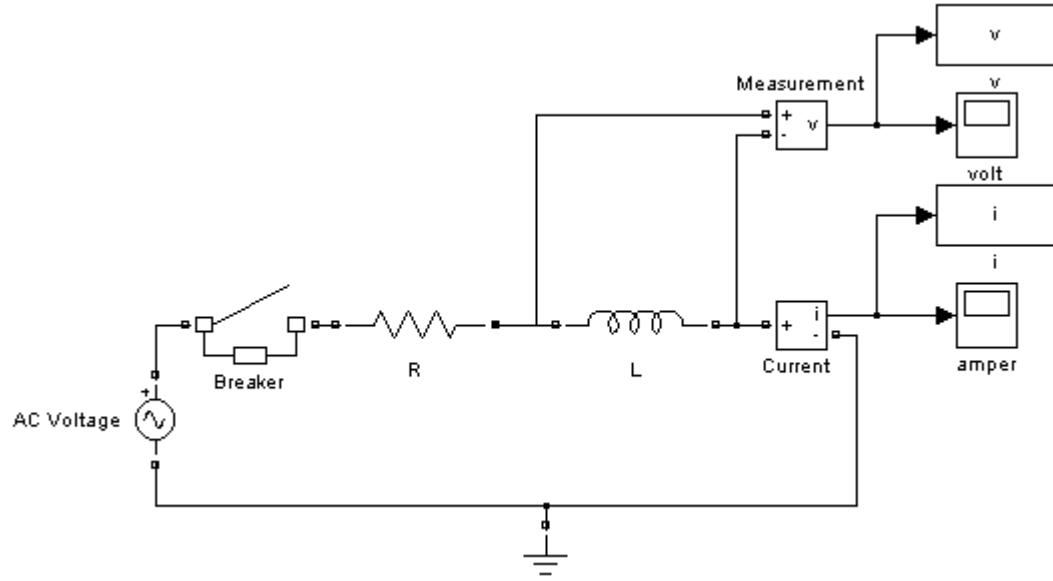 v
Measurement
v
+
v
-
volt
i
i
i
+
-
Current
amper
Breaker
R
L
+
AC Voltage